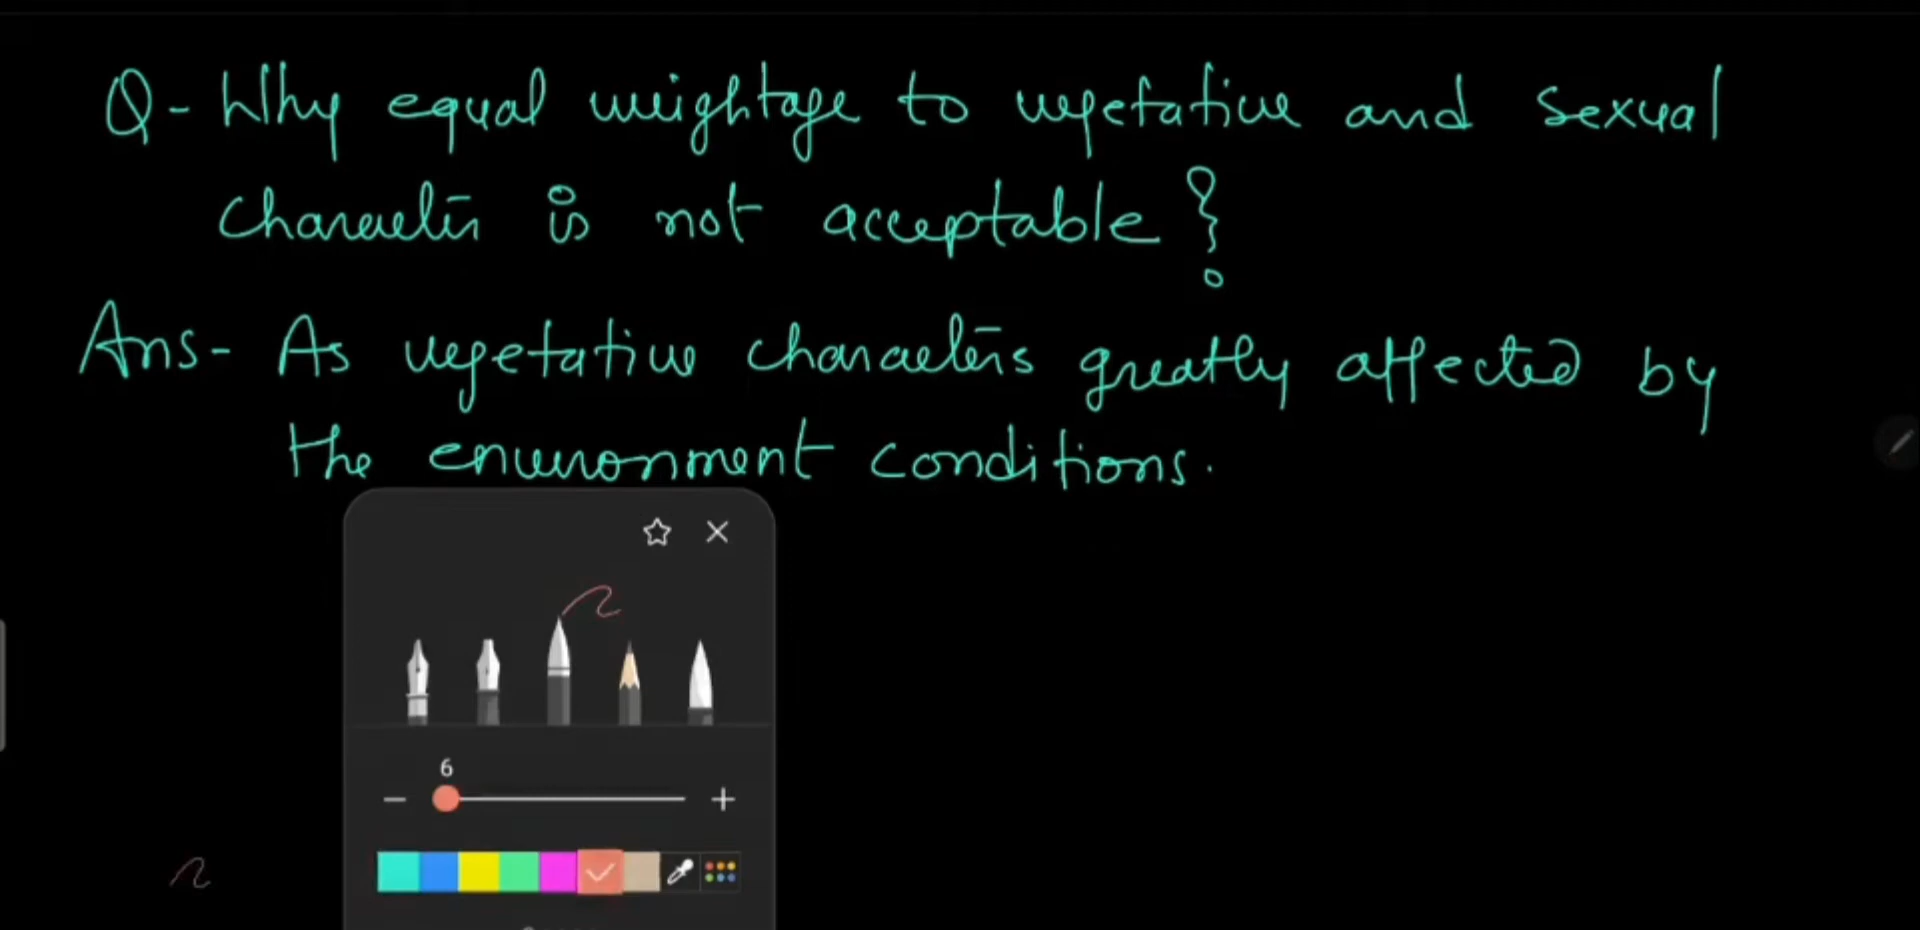 Q- Why equal weightage to vegetative and sexual
character is not acceptable ?
Ans- As vegetative characters greatly affected by
the environment conditions.
6